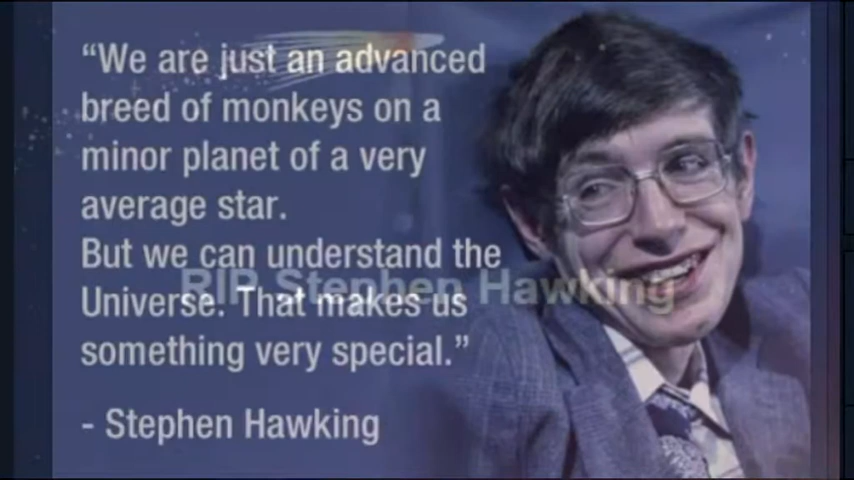 “We are just an advanced
breed of monkeys on a
minor planet of a very
average star.
But we can understand the
RIP Stephen Hawking
Universe. That makes us
something very special.”
- Stephen Hawking